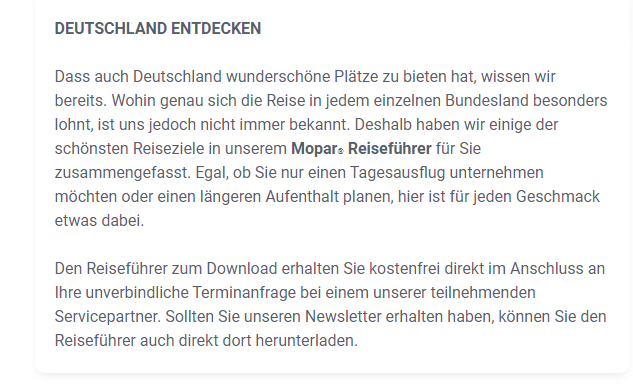 DEUTSCHLAND ENTDECKEN
Dass auch Deutschland wunderschöne Plätze zu bieten hat, wissen wir
bereits. Wohin genau sich die Reise in jedem einzelnen Bundesland besonders
lohnt, ist uns jedoch nicht immer bekannt. Deshalb haben wir einige der
schönsten Reiseziele in unserem Mopar® Reiseführer für Sie
zusammengefasst. Egal, ob Sie nur einen Tagesausflug unternehmen
möchten oder einen längeren Aufenthalt planen, hier ist für jeden Geschmack
etwas dabei.
Den Reiseführer zum Download erhalten Sie kostenfrei direkt im Anschluss an
Ihre unverbindliche Terminanfrage bei einem unserer teilnehmenden
Servicepartner. Sollten Sie unseren Newsletter erhalten haben, können Sie den
Reiseführer auch direkt dort herunterladen.